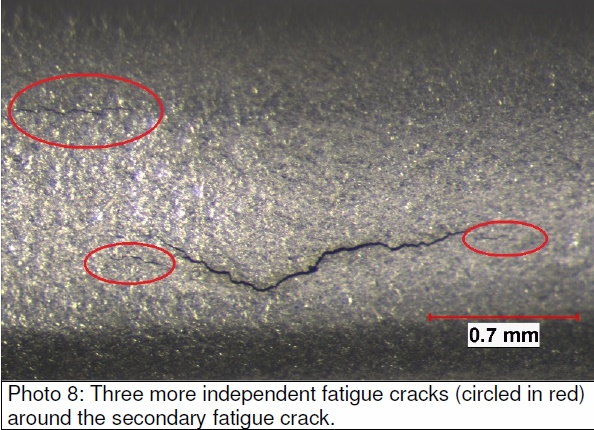 0.7 mm
Photo 8: Three more independent fatigue cracks (circled in red)
around the secondary fatigue crack.